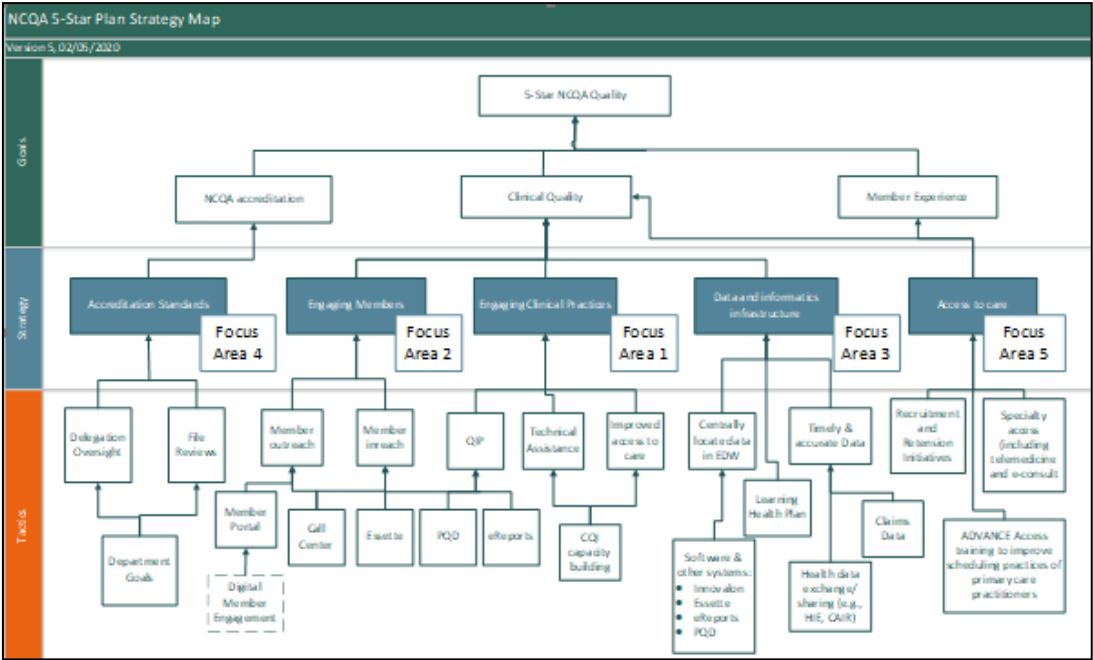 NCQA 5-Star Plan Strategy Map
Version 5, 02/05/2020
Goals
5-Star NCQA Quality
NCQA accreditation
Clinical Quality
Member Experience
Strategy
Accreditation Standards
Focus
Area 4
Engaging Members
Focus
Area 2
Engaging Clinical Practices
Focus
Area 1
Data and informatics
infrastructure
Focus
Area 3
Access to care
Focus
Area 5
Tactics
Delegation
Oversight
File
Reviews
Member
outreach
Member
inreach
QIP
Technical
Assistance
Improved
access to
care
Centrally
locate data
in EDW
Timely &
accurate Data
Recruitment
and
Retention
Initiatives
Specialty
access
(including
telemedicine
and e-consult
Member
Portal
Call
Center
Essette
PQD
eReports
CQI
capacity
building
Learning
Health Plan
Claims
Data
Department
Goals
Digital
Member
Engagement
Software &
other systems:
● Innovalon
● Essette
● eReports
● PQD
Health data
exchange/
sharing (e.g.,
HIE, CAIR)
ADVANCE Access
training to improve
scheduling practices of
primary care
practitioners